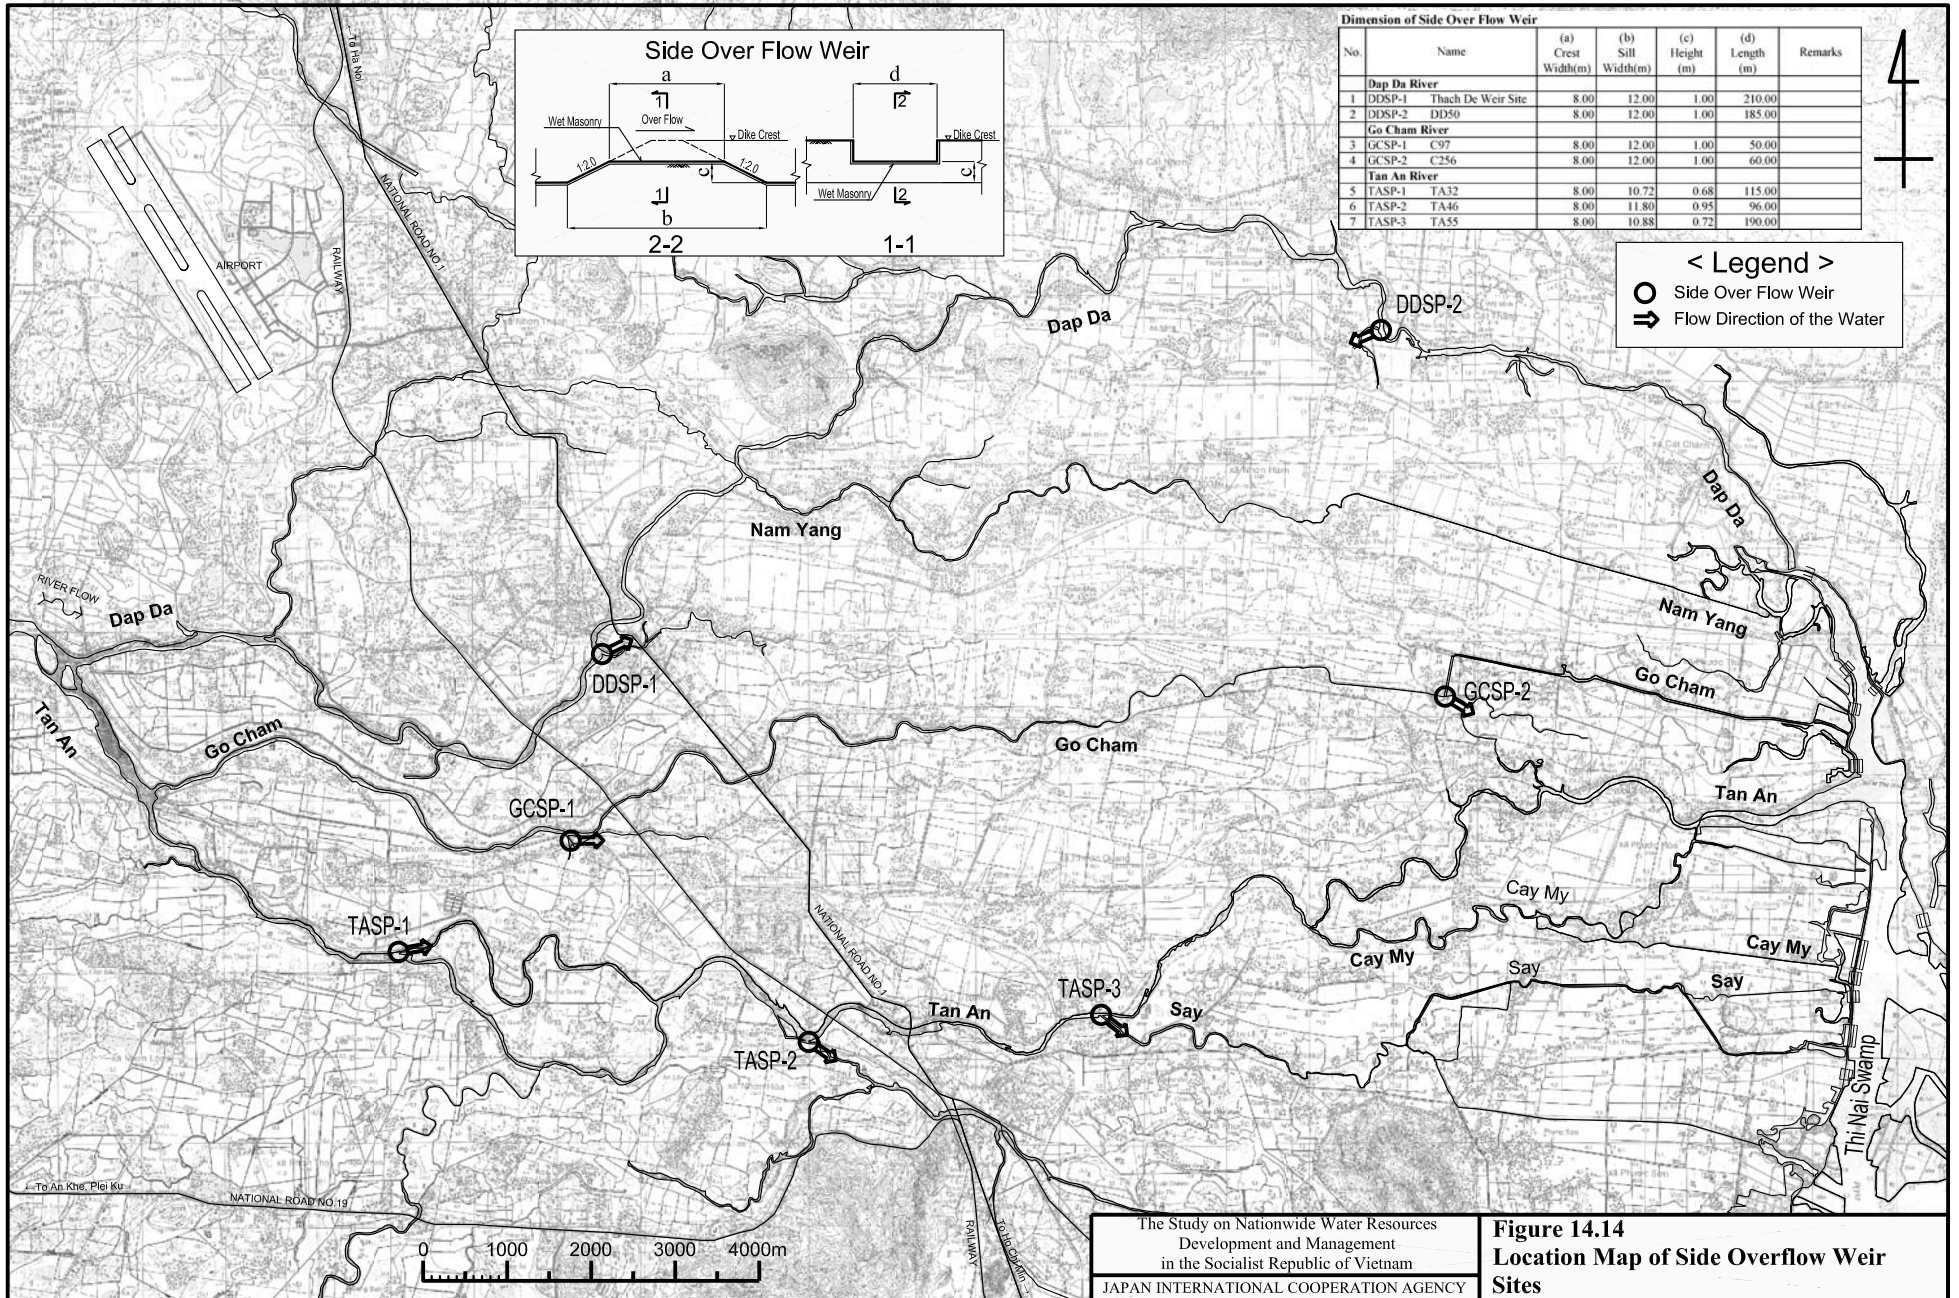 Dimension of Side Over Flow Weir
No. Name (a) Crest Width(m) (b) Sill Width(m) (c) Height (m) (d) Length (m) Remarks
Dap Da River
1 DDSP-1 Thach De Weir Site 8.00 12.00 1.00 210.00
2 DDSP-2 DD50 8.00 12.00 1.00 185.00
Go Cham River
3 GCSP-1 C97 8.00 12.00 1.00 50.00
4 GCSP-2 C256 8.00 12.00 1.00 60.00
Tan An River
5 TASP-1 TA32 8.00 10.72 0.68 115.00
6 TASP-2 TA46 8.00 11.80 0.95 96.00
7 TASP-3 TA55 8.00 10.88 0.72 190.00
Side Over Flow Weir
a
1
Over Flow
Wet Masonry
Dike Crest
1:2.0
1:2.0
c
1
b
2-2
d
2
Dike Crest
Wet Masonry
c
2
1-1
< Legend >
Side Over Flow Weir
Flow Direction of the Water
To Ha Noi
NATIONAL ROAD NO.1
RAILWAY
AIRPORT
DDSP-2
Dap Da
Dap Da
Nam Yang
RIVER FLOW
Dap Da
Nam Yang
DDSP-1
GCSP-2
Go Cham
Tan An
Go Cham
Go Cham
GCSP-1
Tan An
Cay My
TASP-1
NATIONAL ROAD NO.1
Cay My
Cay My
Say
Say
TASP-3
Say
Tan An
TASP-2
Thi Nai Swamp
To An Khe, Plei Ku
NATIONAL ROAD NO.19
RAILWAY
To Ho Chi Min
0 1000 2000 3000 4000m
The Study on Nationwide Water Resources
Development and Management
in the Socialist Republic of Vietnam
JAPAN INTERNATIONAL COOPERATION AGENCY
Figure 14.14
Location Map of Side Overflow Weir
Sites